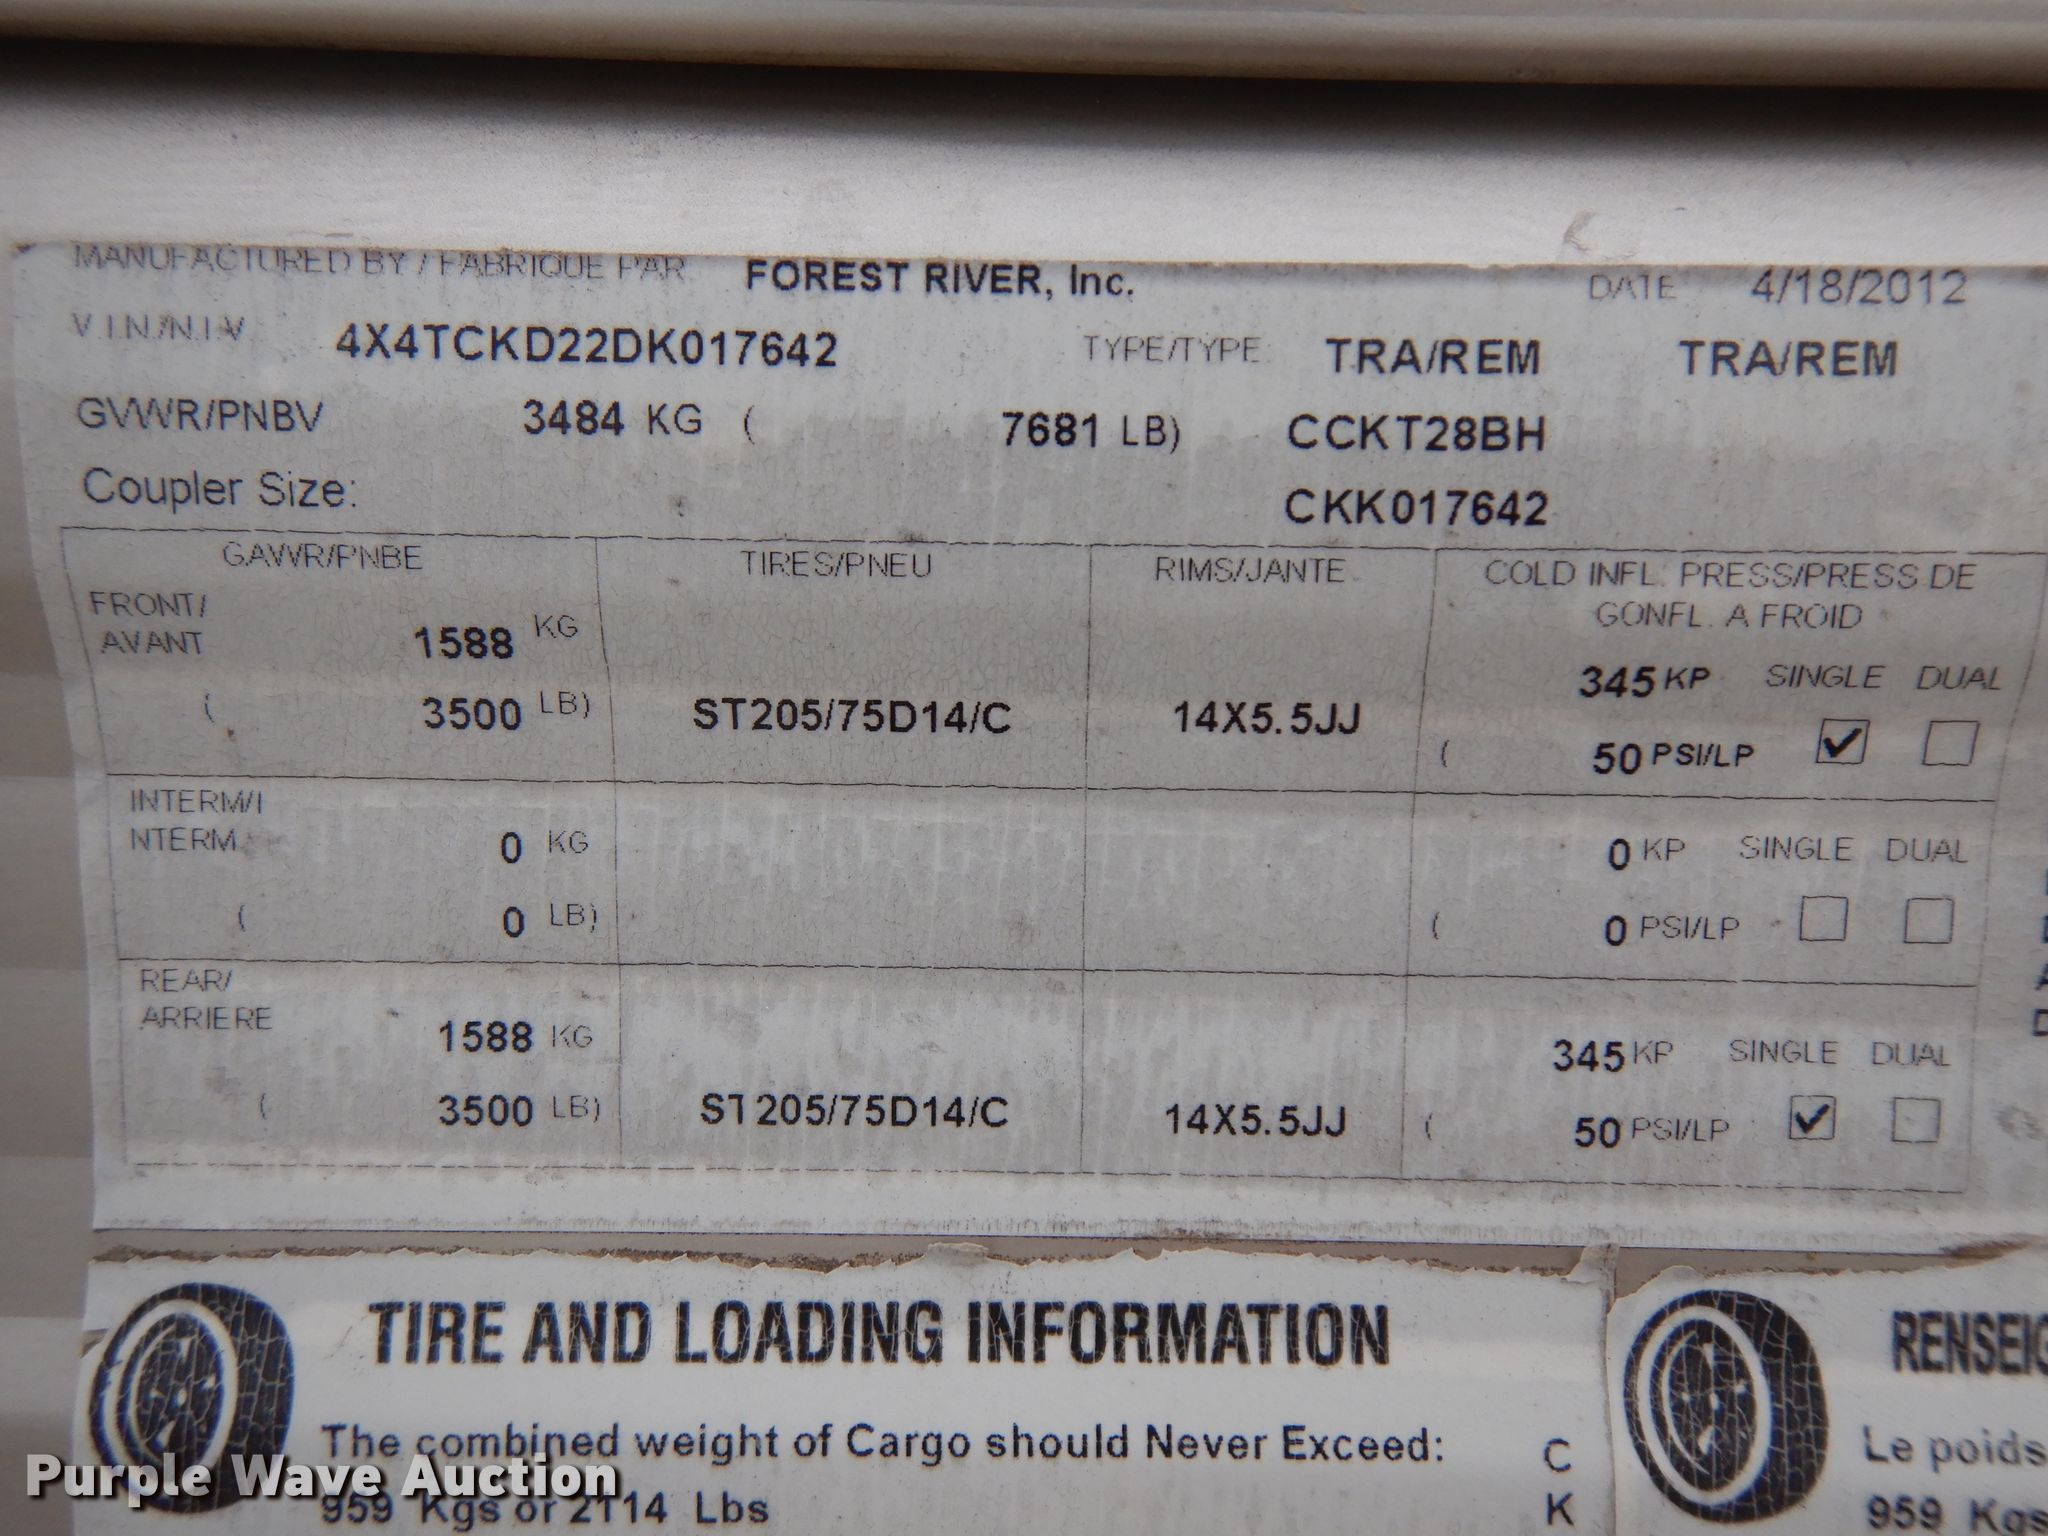 MANUFACTURED BY / FABRIQUE PAR FOREST RIVER, Inc. DATE 4/18/2012
V.I.N./N.I.V. 4X4TCKD22DK017642 TYPE/TYPE: TRA/REM TRA/REM
GVWR/PNBV 3484 KG ( 7681 LB) CCKT28BH
Coupler Size: CKK017642
GAWR/PNBE TIRES/PNEU RIMS/JANTE COLD INFL. PRESS/PRESS DE
GONFL. A FROID
FRONT/
AVANT 1588 KG 345 KP SINGLE DUAL
( 3500 LB) ST205/75D14/C 14X5.5JJ ( 50 PSI/LP
INTERM/I
NTERM. 0 KG 0 KP SINGLE DUAL
( 0 LB) ( 0 PSI/LP
REAR/
ARRIERE 1588 KG 345 KP SINGLE DUAL
( 3500 LB) ST205/75D14/C 14X5.5JJ ( 50 PSI/LP
TIRE AND LOADING INFORMATION
The combined weight of Cargo should Never Exceed:
959 Kgs or 2114 Lbs
C
K
RENSEIG
Le poids
959 Kgs
Purple Wave Auction